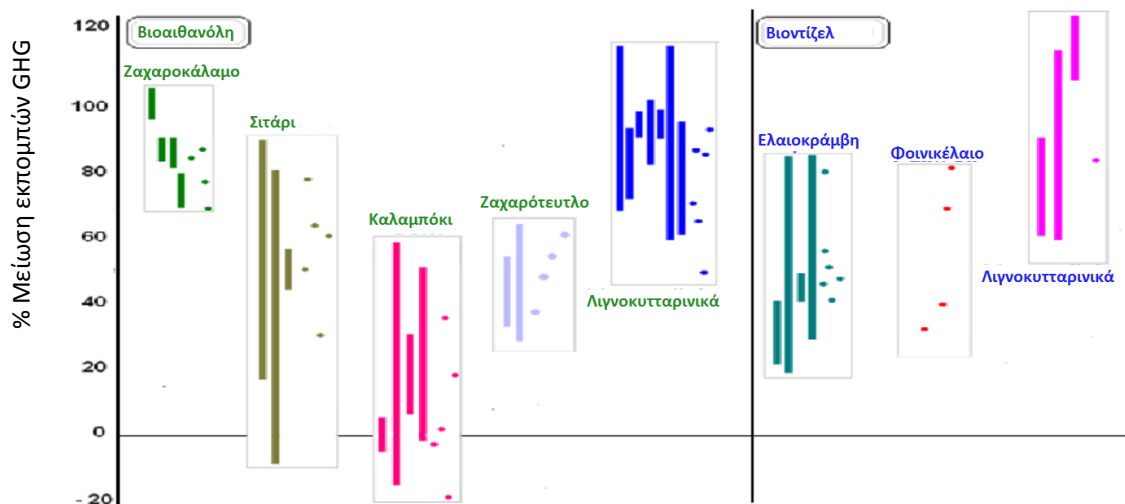 % Μείωση εκπομπών GHG
120
100
80
60
40
20
0
-20
Βιοαιθανόλη
Ζαχαροκάλαμο
Σιτάρι
Καλαμπόκι
Ζαχαρότευτλο
Λιγνοκυτταρινικά
Βιοντίζελ
Ελαιοκράμβη
Φοινικέλαιο
Λιγνοκυτταρινικά